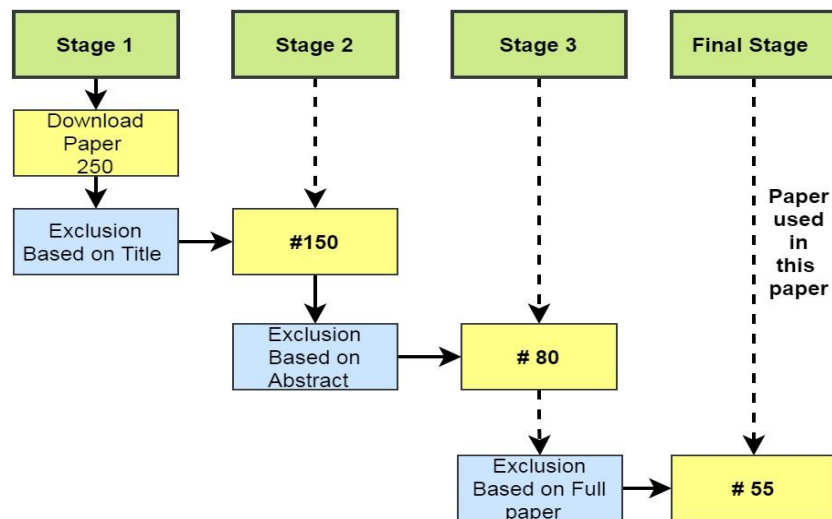 Stage 1
Stage 2
Stage 3
Final Stage
Download
Paper
250
Exclusion
Based on Title
#150
Paper
used
in
this
paper
Exclusion
Based on
Abstract
# 80
Exclusion
Based on Full
paper
# 55